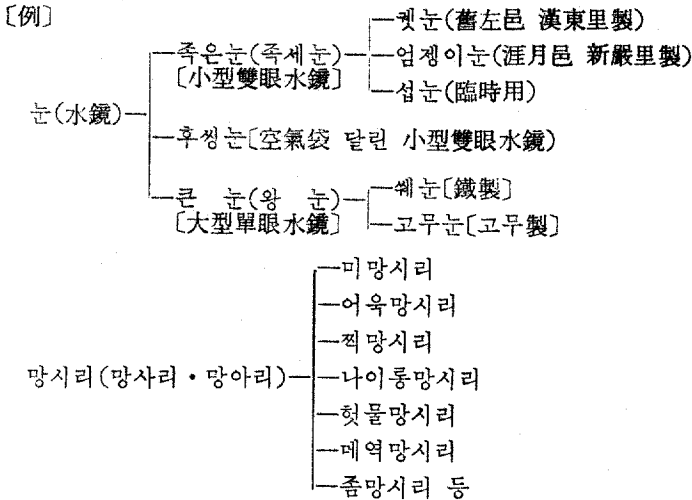 〔例〕
켓눈(舊左邑 漢東里製)
족은눈(족세눈)
엄젱이눈(涯月邑 新嚴里製)
〔小型雙眼水鏡〕
섭눈(臨時用)
눈(水鏡)
후씽눈〔空氣袋 달린 小型雙眼水鏡)
큰 눈(왕 눈)
쒜눈〔鐵製〕
〔大型單眼水鏡〕
고무눈〔고무製〕
미망시리
어욱망시리
찍망시리
망시리(망사리・망아리)
나이롱망시리
헛물망시리
메역망시리
좀망시리 등